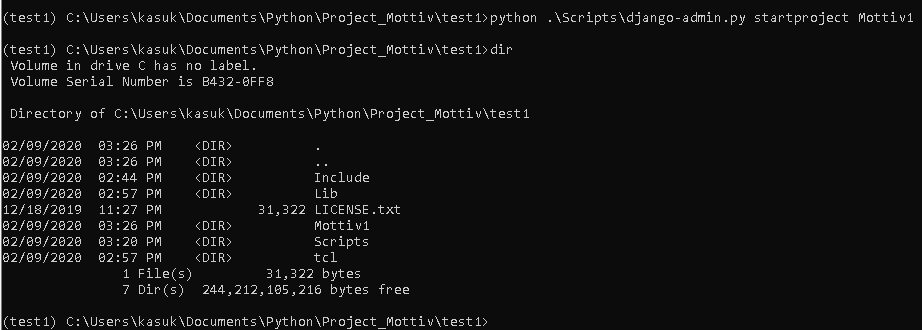 (test1) C:\Users\kasuk\Documents\Python\Project_Mottiv\test1>python .\Scripts\django-admin.py startproject Mottiv1
(test1) C:\Users\kasuk\Documents\Python\Project_Mottiv\test1>dir
 Volume in drive C has no label.
 Volume Serial Number is B432-0FF8
 Directory of C:\Users\kasuk\Documents\Python\Project_Mottiv\test1
02/09/2020  03:26 PM    <DIR>          .
02/09/2020  03:26 PM    <DIR>          ..
02/09/2020  02:44 PM    <DIR>          Include
02/09/2020  02:57 PM    <DIR>          Lib
12/18/2019  11:27 PM            31,322 LICENSE.txt
02/09/2020  03:26 PM    <DIR>          Mottiv1
02/09/2020  03:20 PM    <DIR>          Scripts
02/09/2020  02:57 PM    <DIR>          tcl
               1 File(s)         31,322 bytes
               7 Dir(s)  244,212,105,216 bytes free
(test1) C:\Users\kasuk\Documents\Python\Project_Mottiv\test1>